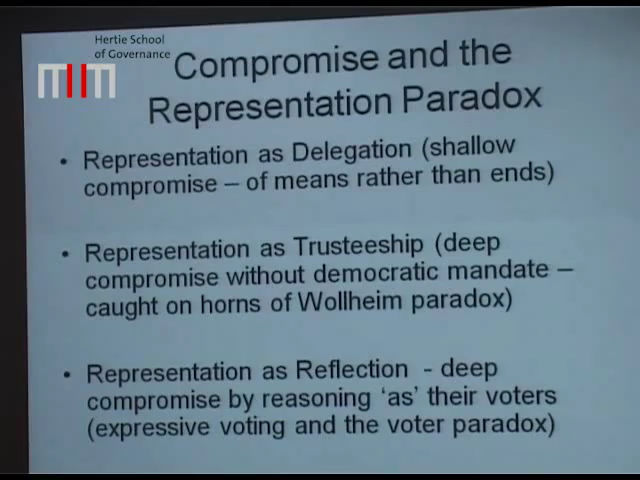 Hertie School
of Governance
Compromise and the
Representation Paradox
• Representation as Delegation (shallow
compromise – of means rather than ends)
• Representation as Trusteeship (deep
compromise without democratic mandate –
caught on horns of Wollheim paradox)
• Representation as Reflection - deep
compromise by reasoning ‘as’ their voters
(expressive voting and the voter paradox)